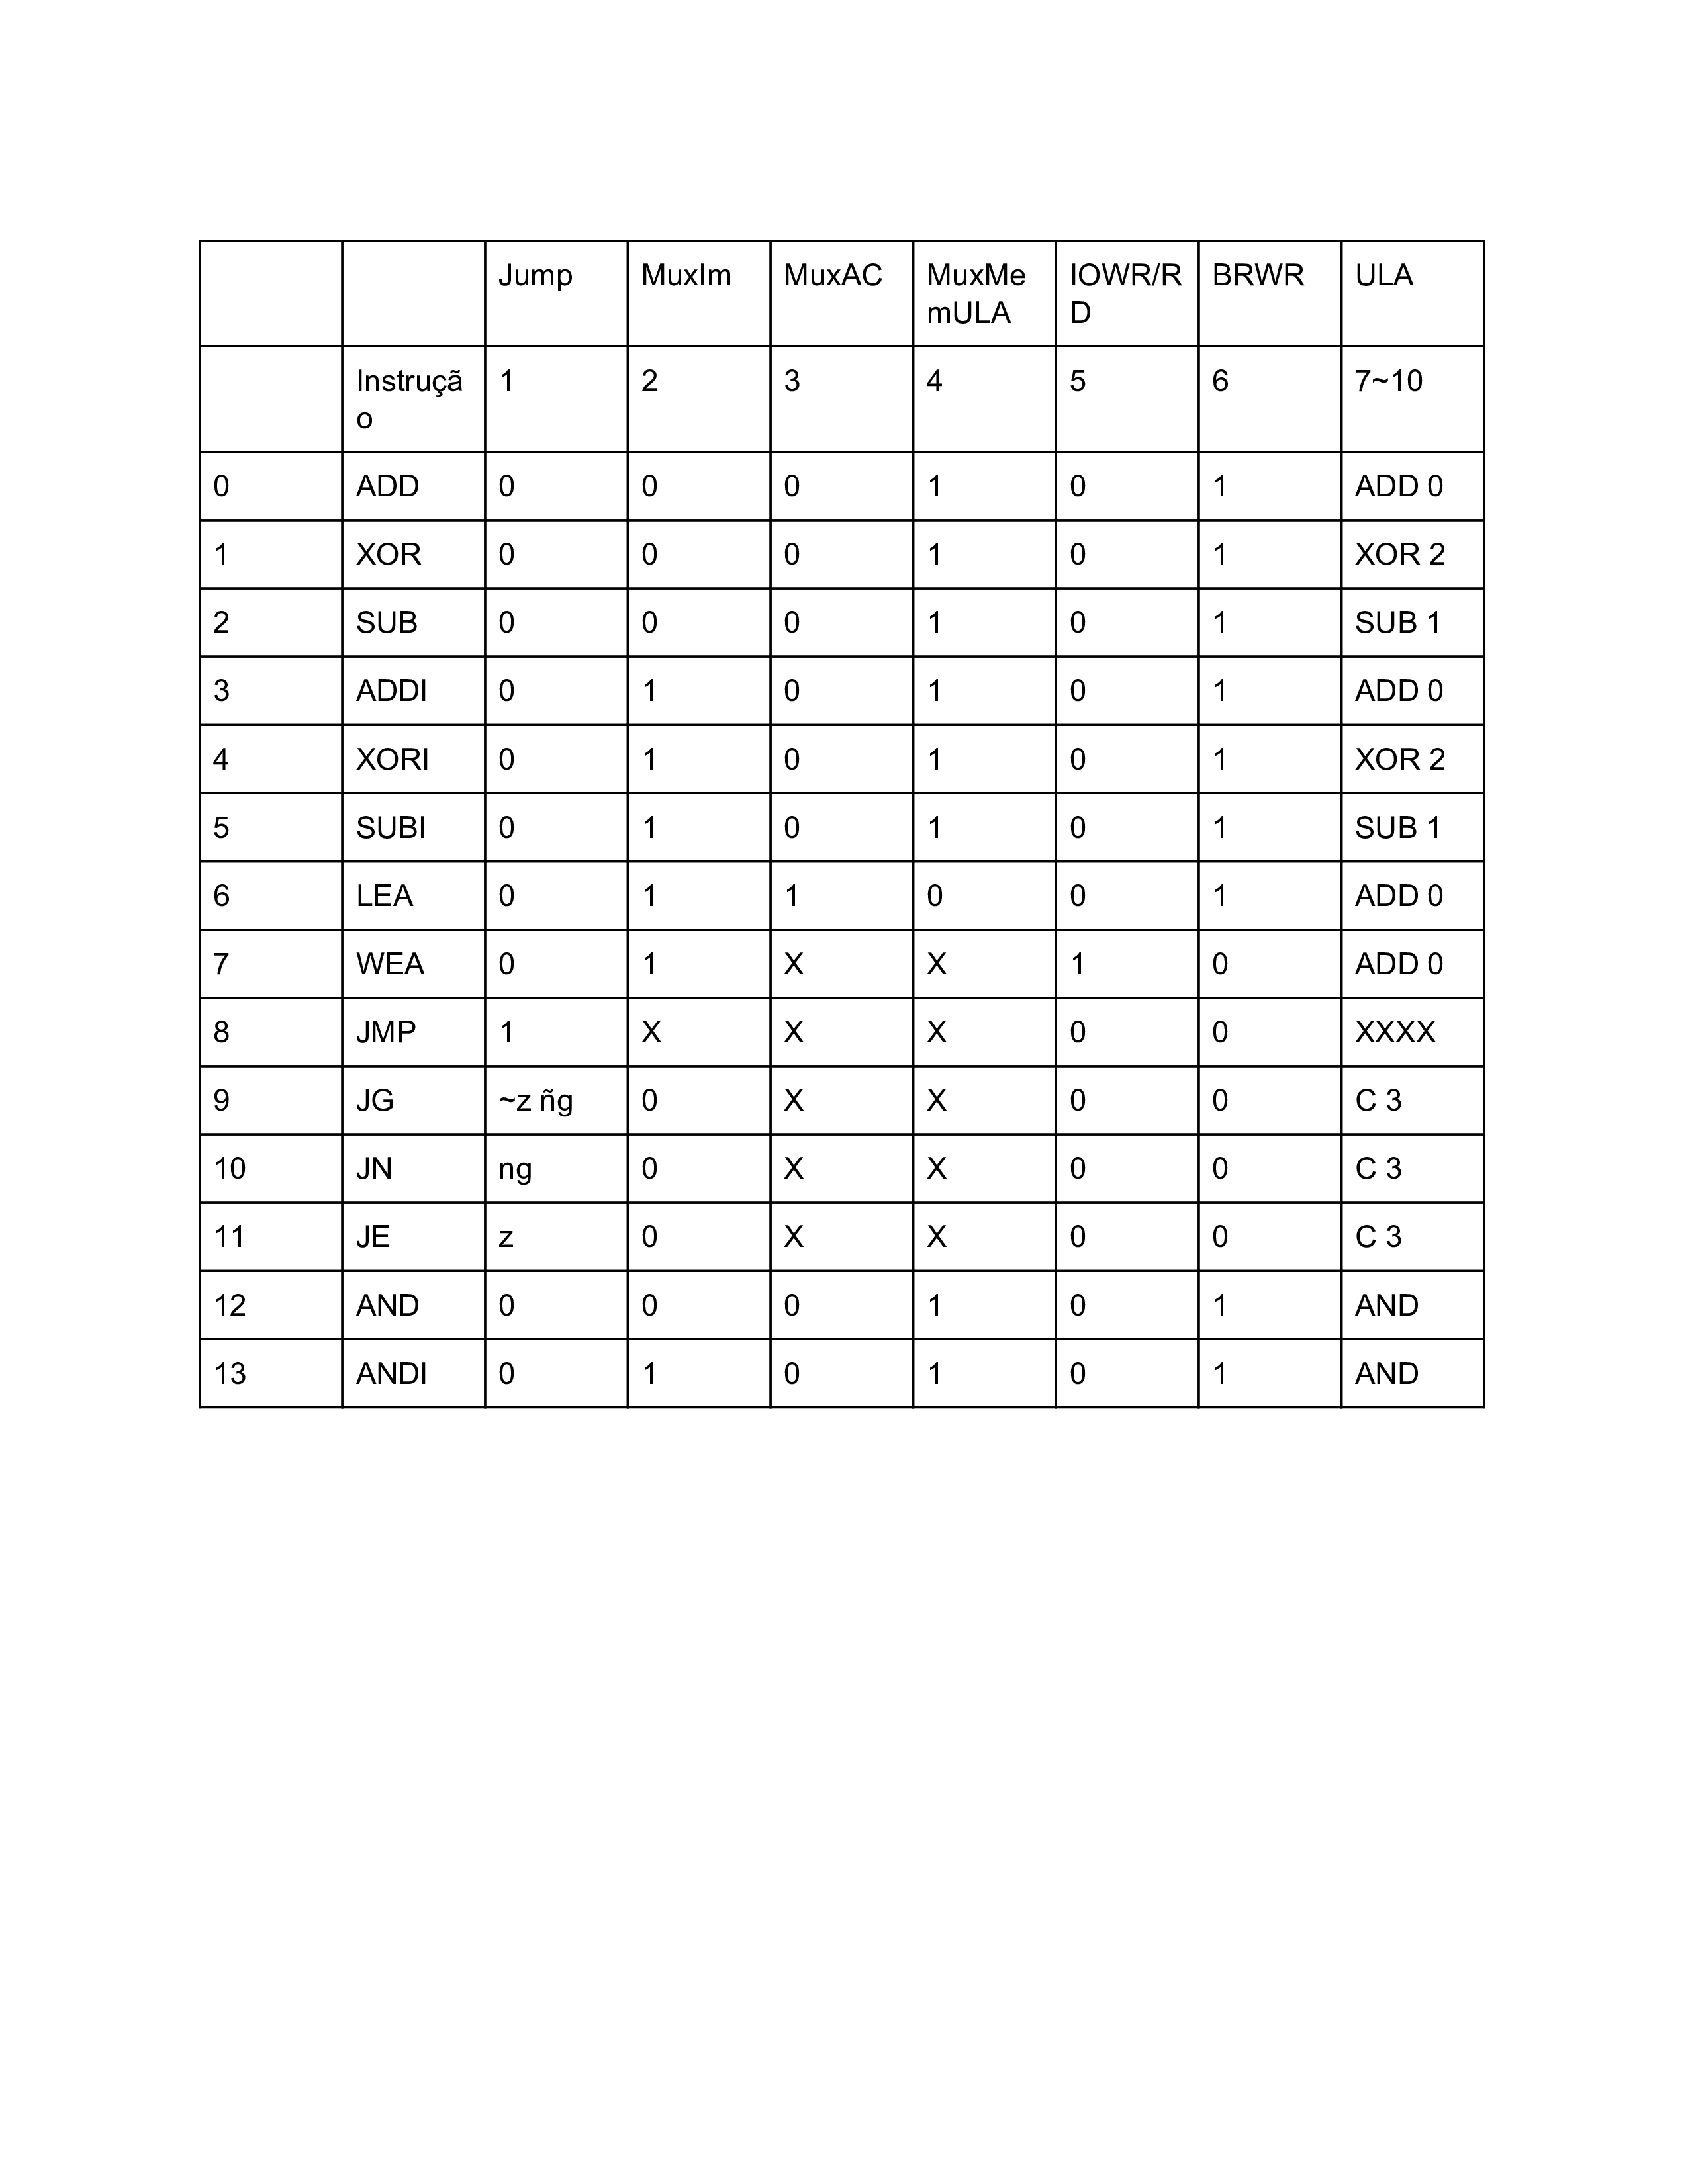 Jump MuxIm MuxAC MuxMe IOWR/R BRWR ULA
mULA D
Instruçã 1 2 3 4 5 6 7~10
o
0 ADD 0 0 0 1 0 1 ADD 0
1 XOR 0 0 0 1 0 1 XOR 2
2 SUB 0 0 0 1 0 1 SUB 1
3 ADDI 0 1 0 1 0 1 ADD 0
4 XORI 0 1 0 1 0 1 XOR 2
5 SUBI 0 1 0 1 0 1 SUB 1
6 LEA 0 1 1 0 0 1 ADD 0
7 WEA 0 1 X X 1 0 ADD 0
8 JMP 1 X X X 0 0 XXXX
9 JG ~z ñg 0 X X 0 0 C 3
10 JN ng 0 X X 0 0 C 3
11 JE z 0 X X 0 0 C 3
12 AND 0 0 0 1 0 1 AND
13 ANDI 0 1 0 1 0 1 AND